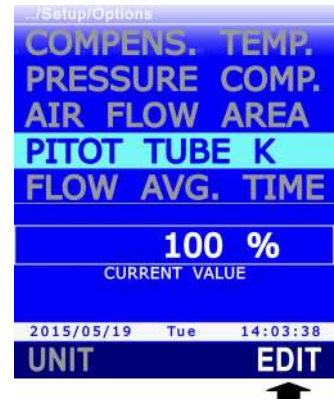 ../Setup/Options
COMPENS. TEMP.
PRESSURE COMP.
AIR FLOW AREA
PITOT TUBE K
FLOW AVG. TIME
100 %
CURRENT VALUE
2015/05/19 Tue 14:03:38
UNIT EDIT